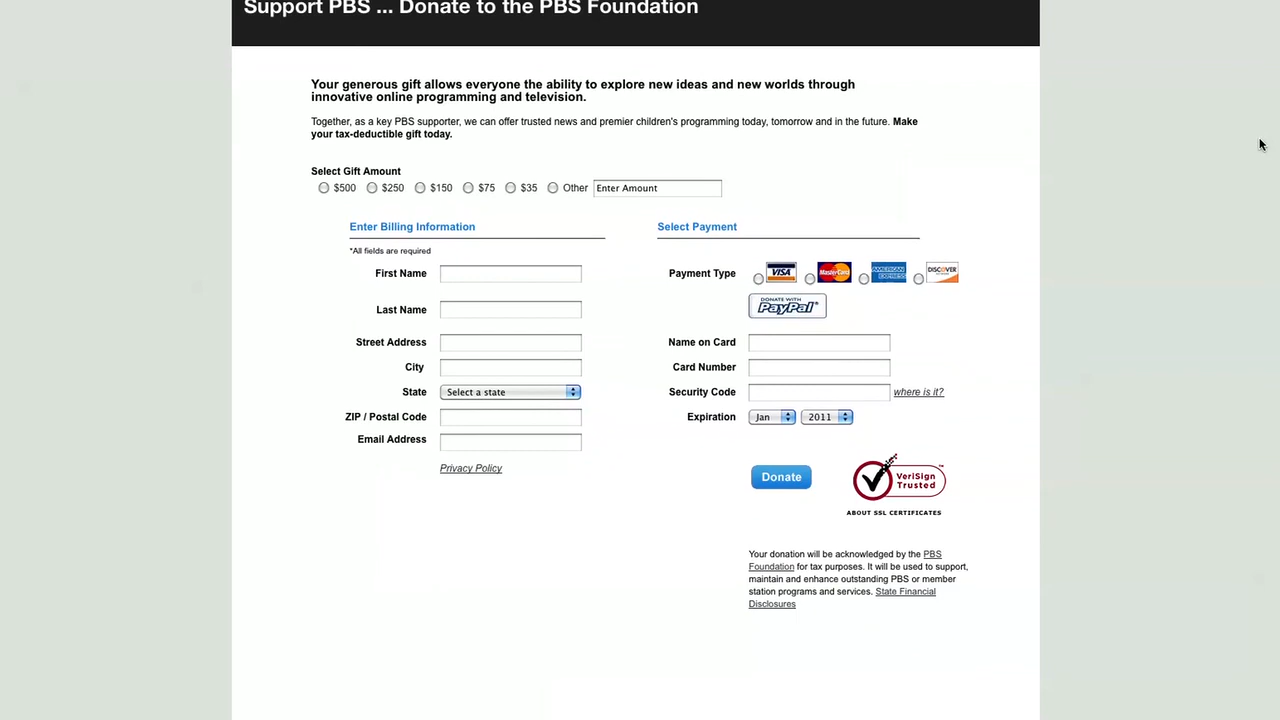 Support PBS ... Donate to the PBS Foundation
Your generous gift allows everyone the ability to explore new ideas and new worlds through
innovative online programming and television.
Together, as a key PBS supporter, we can offer trusted news and premier children's programming today, tomorrow and in the future. Make
your tax-deductible gift today.
Select Gift Amount
$500 $250 $150 $75 $35 Other Enter Amount
Enter Billing Information
*All fields are required
First Name
Last Name
Street Address
City
State Select a state
ZIP / Postal Code
Email Address
Privacy Policy
Select Payment
Payment Type VISA MasterCard AMERICAN EXPRESS DISCOVER
DONATE WITH
PayPal
Name on Card
Card Number
Security Code where is it?
Expiration Jan 2011
Donate
VeriSign
Trusted
ABOUT SSL CERTIFICATES
Your donation will be acknowledged by the PBS
Foundation for tax purposes. It will be used to support,
maintain and enhance outstanding PBS or member
station programs and services. State Financial
Disclosures